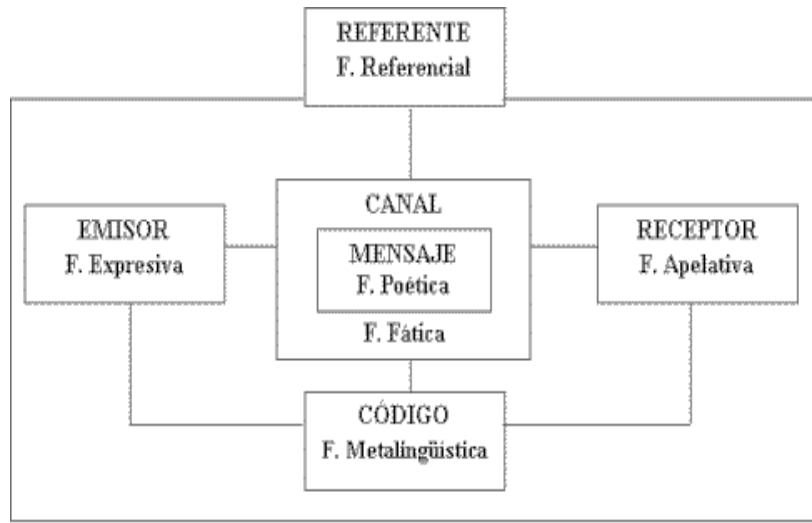 REFERENTE
F. Referencial
CANAL
EMISOR
F. Expresiva
MENSAJE
F. Poética
RECEPTOR
F. Apelativa
F. Fática
CÓDIGO
F. Metalingüística